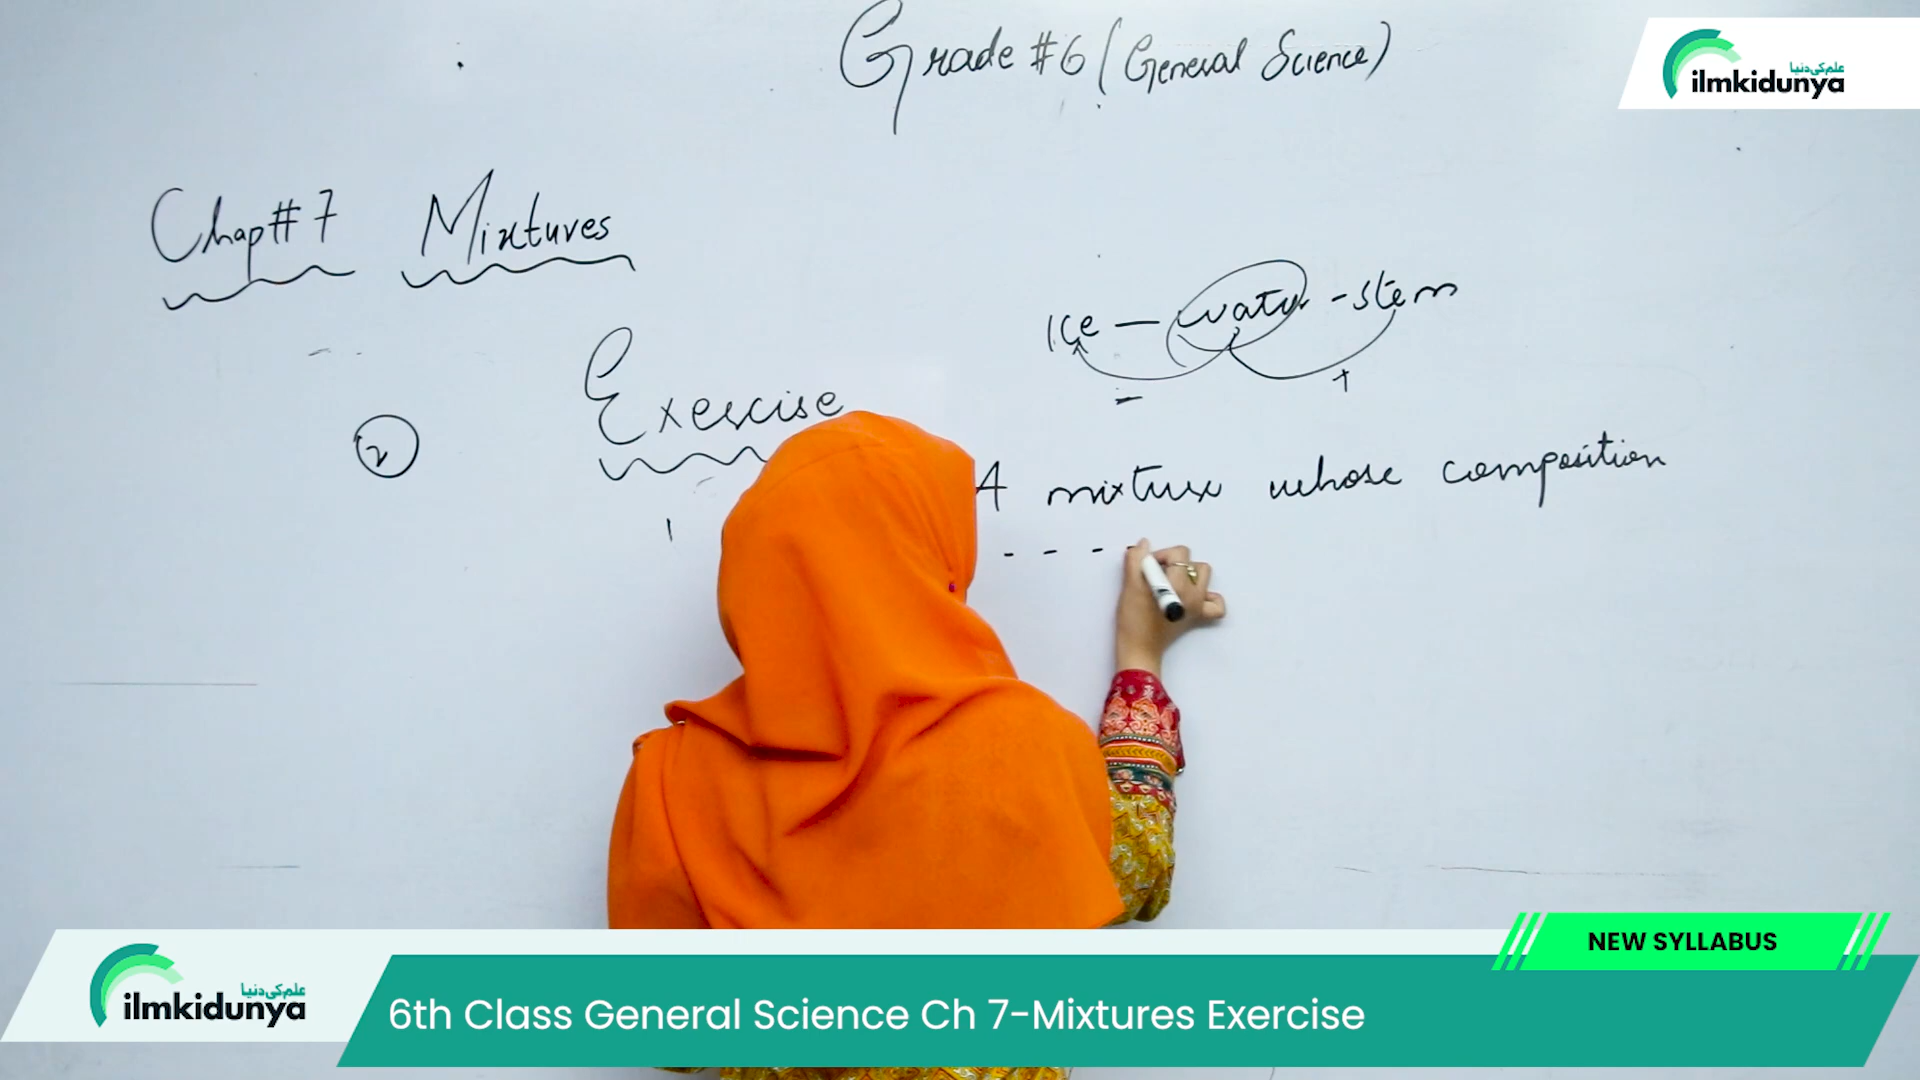 Grade #6 (General Science)
علم کی دنیا
ilmkidunya
Chap# 7 Mixtures
Ice — water - stem
- +
Exercise
2
A mixture whose composition
- - - -
NEW SYLLABUS
علم کی دنیا
ilmkidunya
6th Class General Science Ch 7-Mixtures Exercise